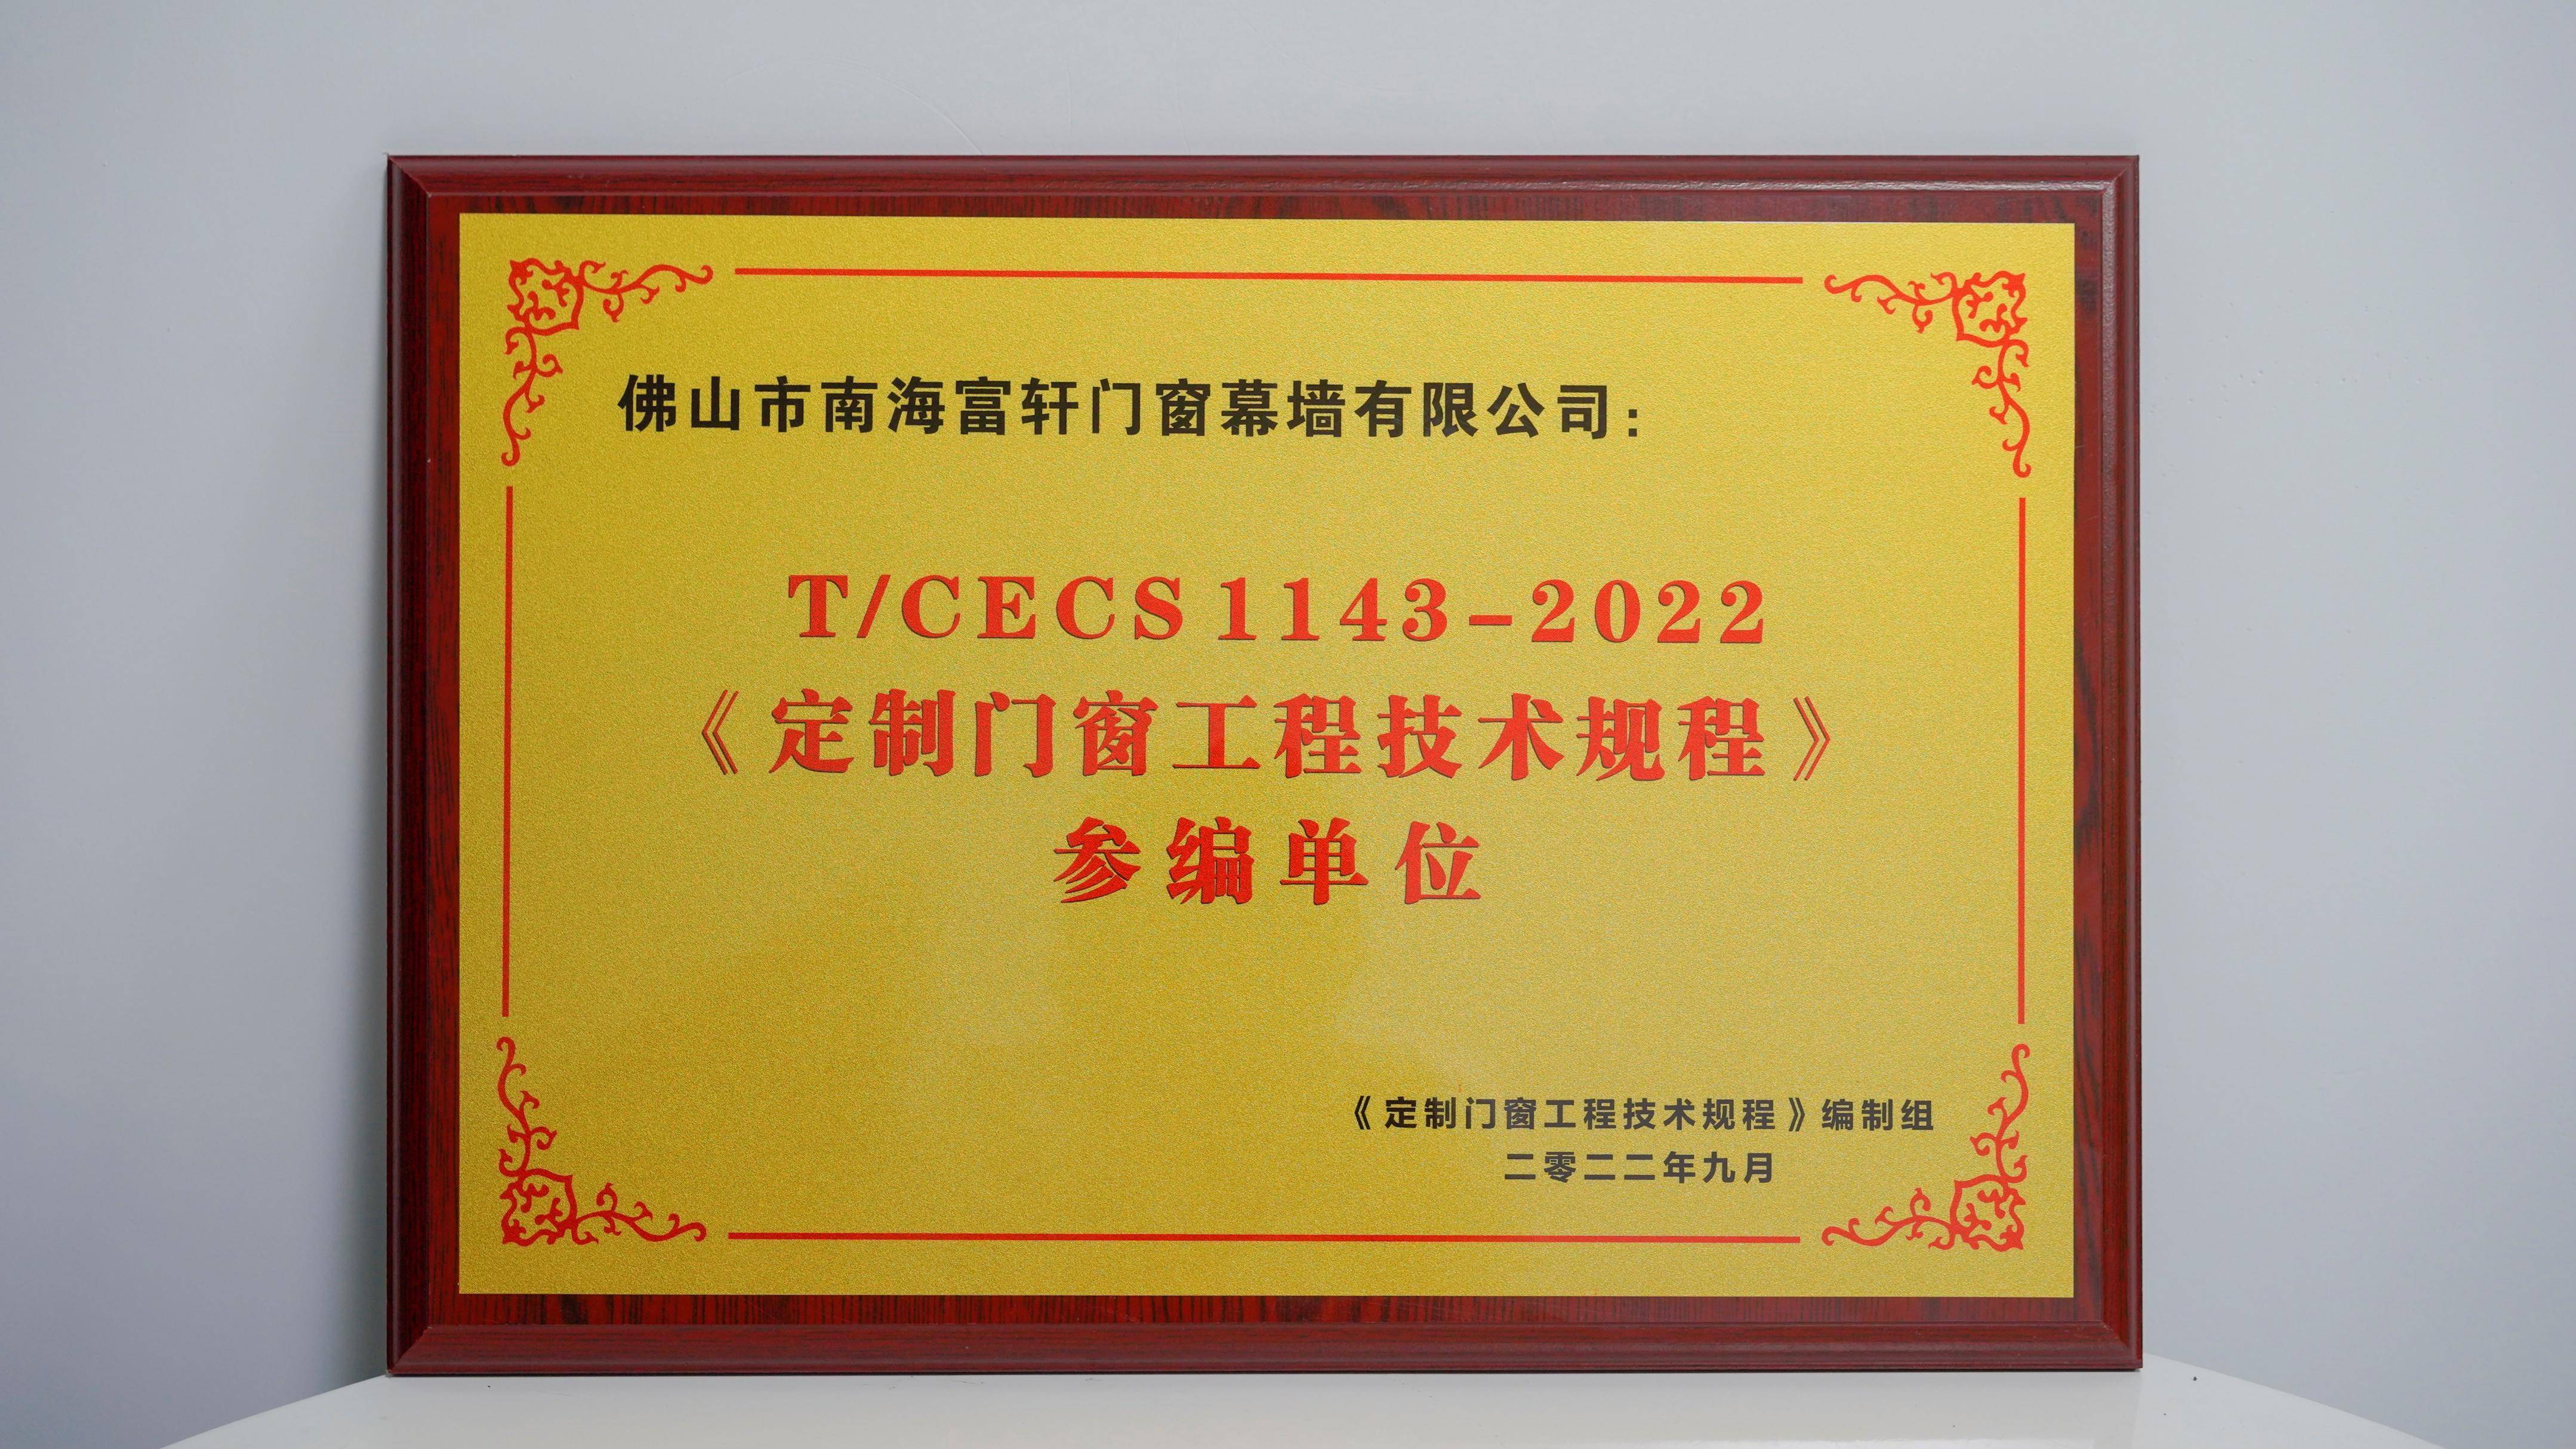 佛山市南海富轩门窗幕墙有限公司：
T/CECS 1143-2022
《定制门窗工程技术规程》
参编单位
《定制门窗工程技术规程》编制组
二零二二年九月